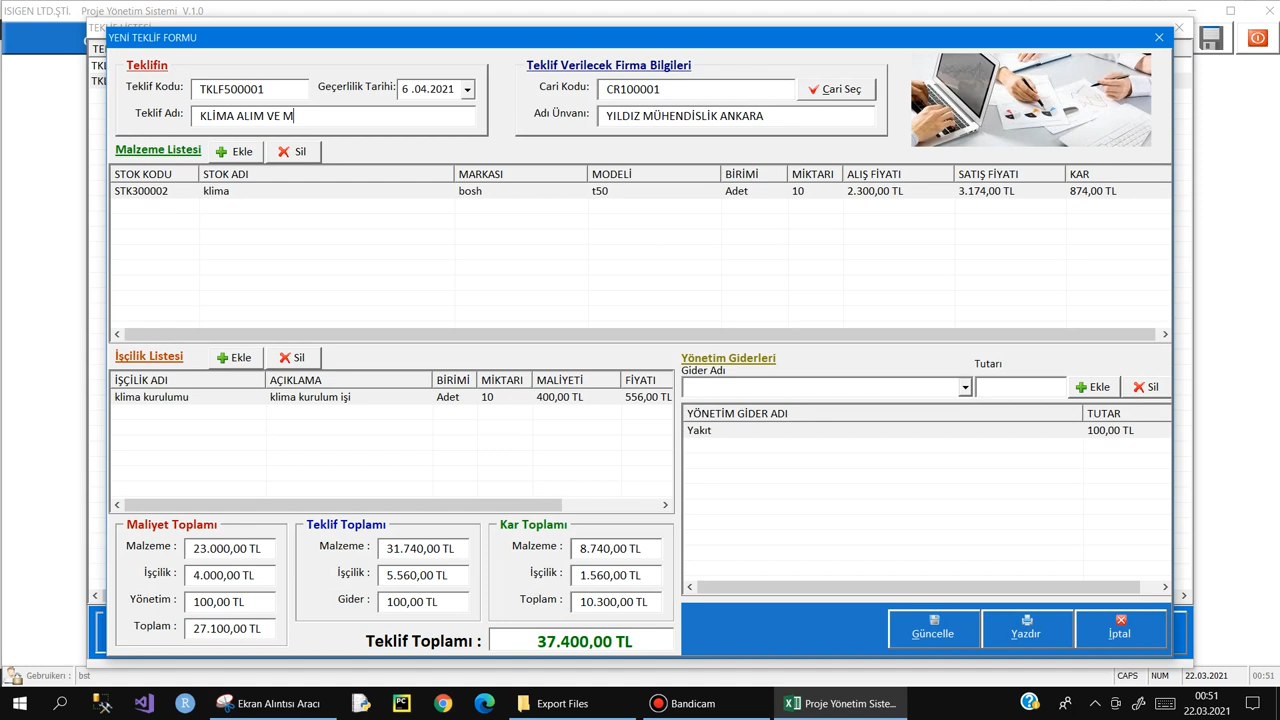 ISIGEN LTD.ŞTİ. Proje Yönetim Sistemi V.1.0
YENİ TEKLİF FORMU
Teklifin
Teklif Kodu: TKLF500001 Geçerlilik Tarihi: 6 .04.2021
Teklif Adı: KLİMA ALIM VE M
Teklif Verilecek Firma Bilgileri
Cari Kodu: CR100001 Cari Seç
Adı Ünvanı: YILDIZ MÜHENDİSLİK ANKARA
Malzeme Listesi Ekle Sil
STOK KODU STOK ADI MARKASI MODELİ BİRİMİ MİKTARI ALIŞ FİYATI SATIŞ FİYATI KAR
STK300002 klima bosh t50 Adet 10 2.300,00 TL 3.174,00 TL 874,00 TL
İşçilik Listesi Ekle Sil
İŞÇİLİK ADI AÇIKLAMA BİRİMİ MİKTARI MALİYETİ FİYATI
klima kurulumu klima kurulum işi Adet 10 400,00 TL 556,00 TL
Yönetim Giderleri
Gider Adı Tutarı
Ekle Sil
YÖNETİM GİDER ADI TUTAR
Yakıt 100,00 TL
Maliyet Toplamı
Malzeme : 23.000,00 TL
İşçilik : 4.000,00 TL
Yönetim : 100,00 TL
Toplam : 27.100,00 TL
Teklif Toplamı
Malzeme : 31.740,00 TL
İşçilik : 5.560,00 TL
Gider : 100,00 TL
Kar Toplamı
Malzeme : 8.740,00 TL
İşçilik : 1.560,00 TL
Toplam : 10.300,00 TL
Teklif Toplamı : 37.400,00 TL
Güncelle Yazdır İptal
Gebruikerı : bst CAPS NUM 22.03.2021 00:51
Ekran Alıntısı Aracı Export Files Bandicam Proje Yönetim Siste...
00:51
22.03.2021